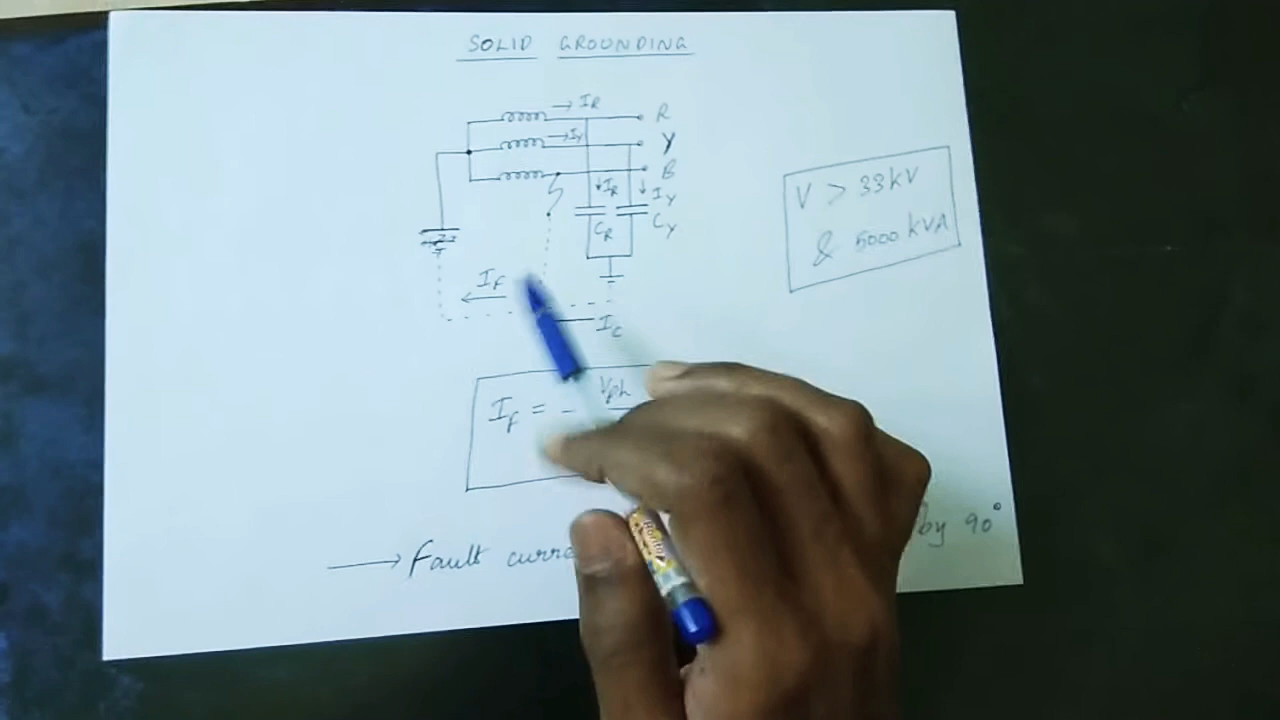 SOLID GROUNDING
→ IR
R
→ IY
Y
B
↓ IR
↓ IY
CR
CY
IF
IC
V > 33kV
& 5000 kVA
If = - Vph
→ Fault by 90°